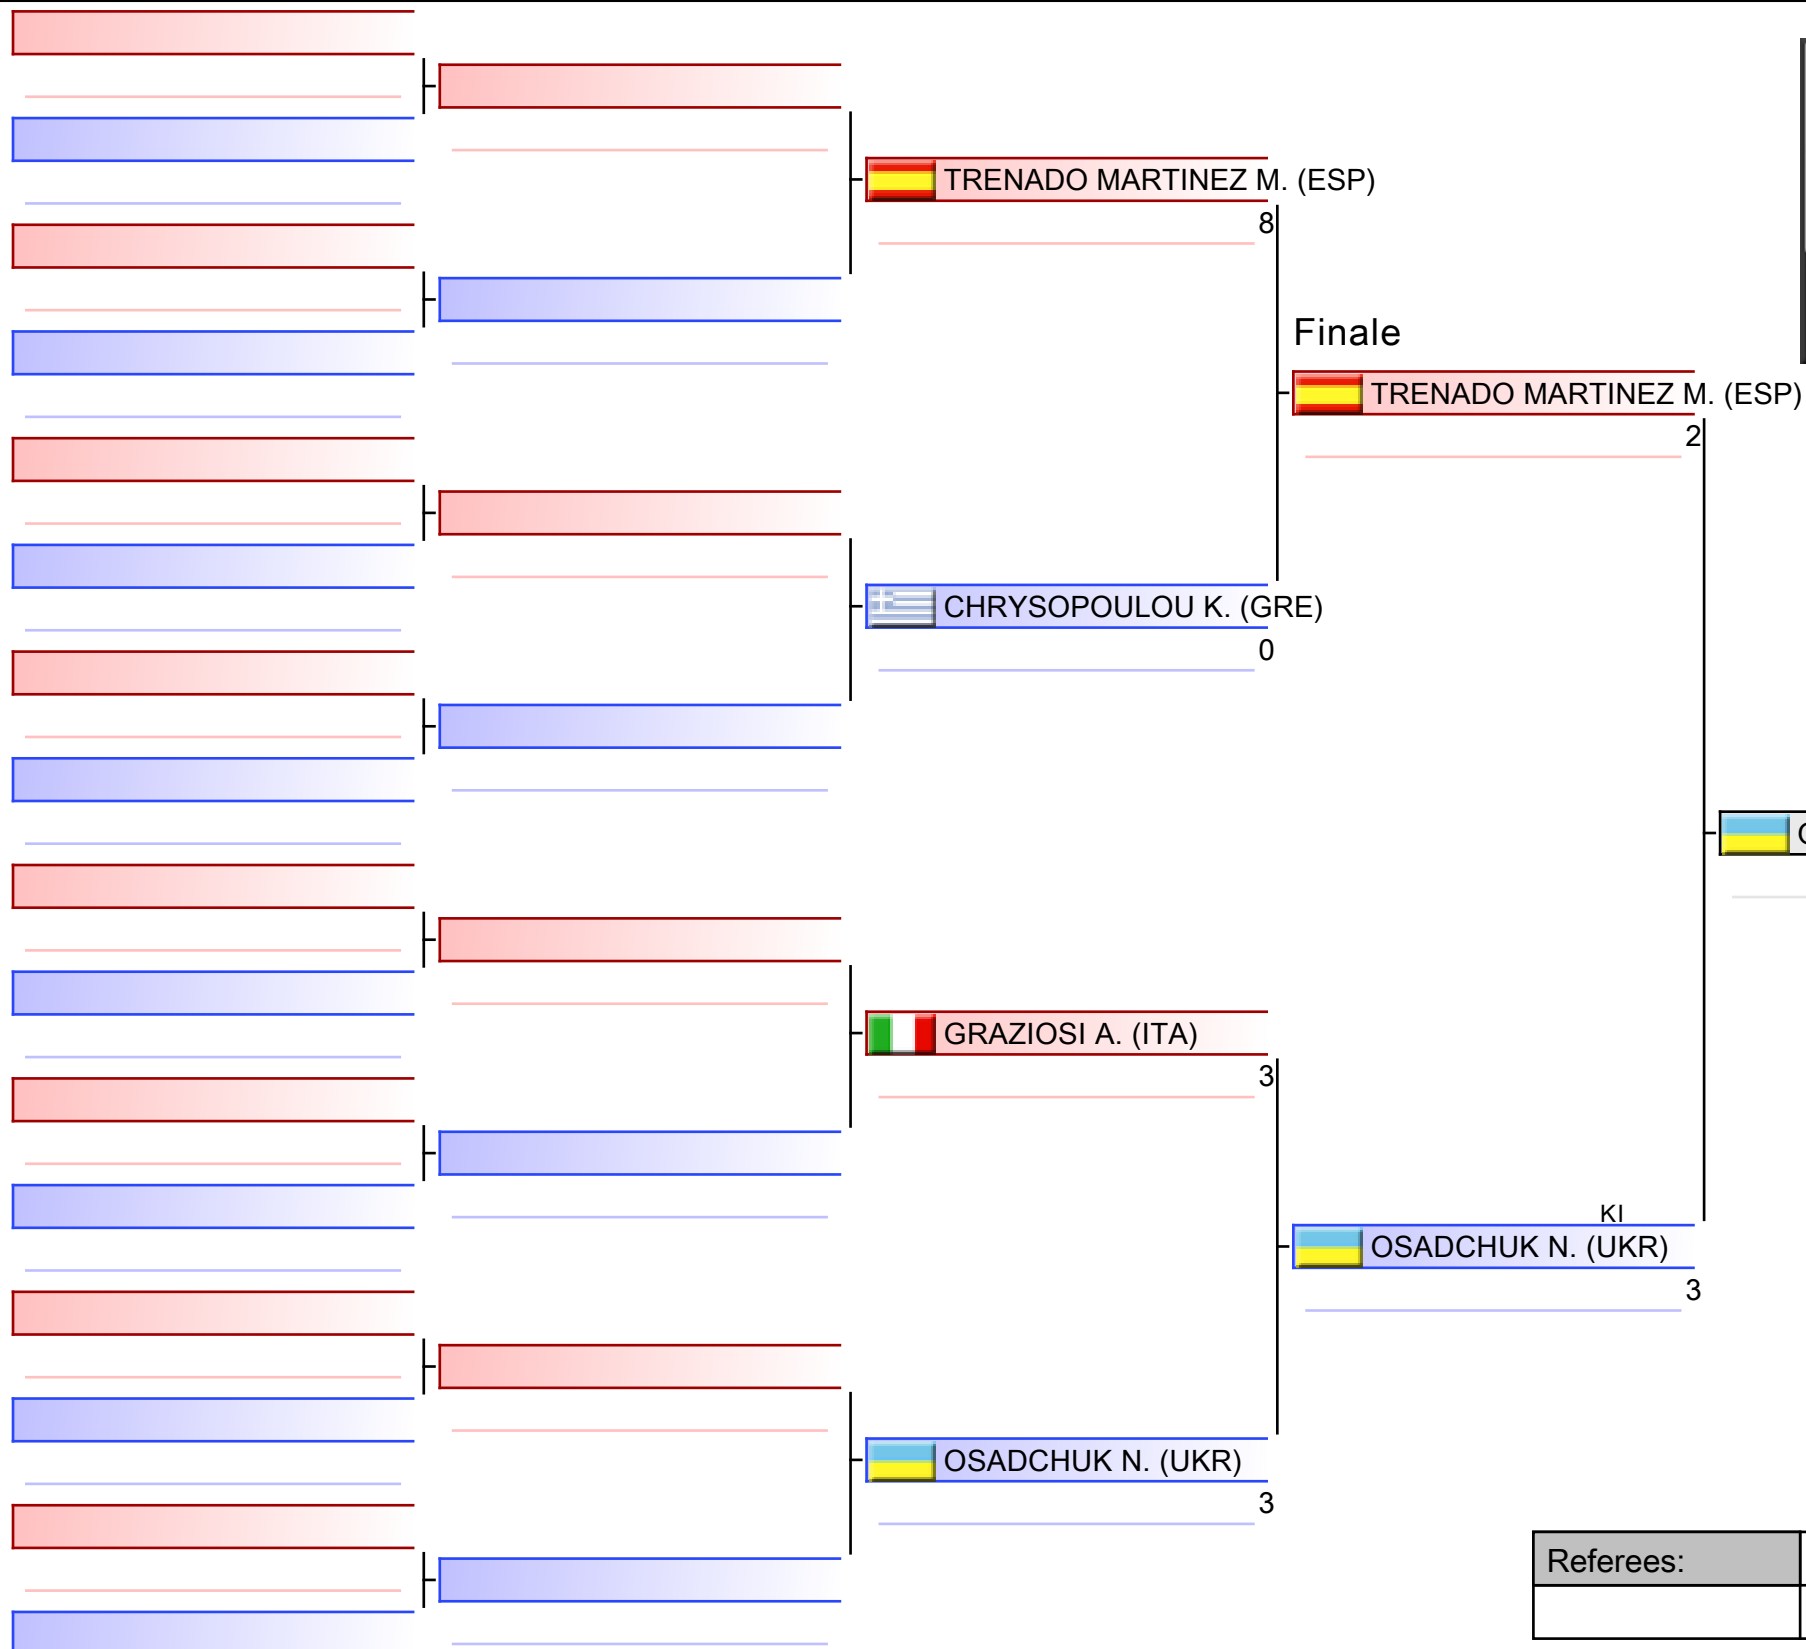 TRENADO MARTINEZ M. (ESP)
8
Finale
TRENADO MARTINEZ M. (ESP)
2
CHRYSOPOULOU K. (GRE)
0
GRAZIOSI A. (ITA)
3
KI
OSADCHUK N. (UKR)
3
OSADCHUK N. (UKR)
3
Referees: